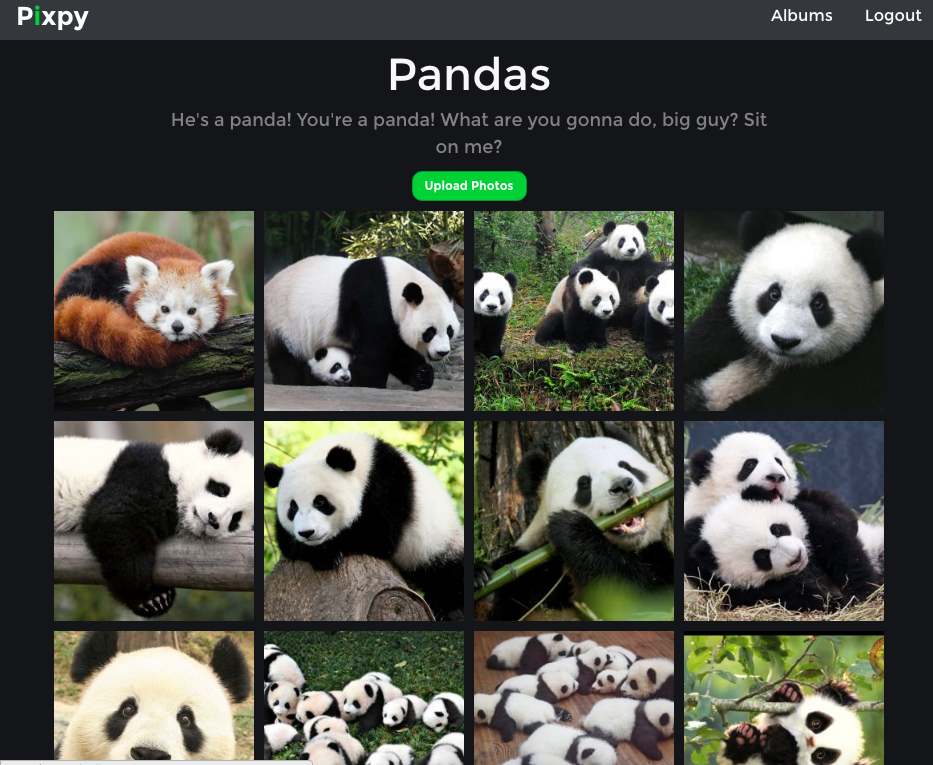 Pixpy
Albums
Logout
Pandas
He's a panda! You're a panda! What are you gonna do, big guy? Sit
on me?
Upload Photos